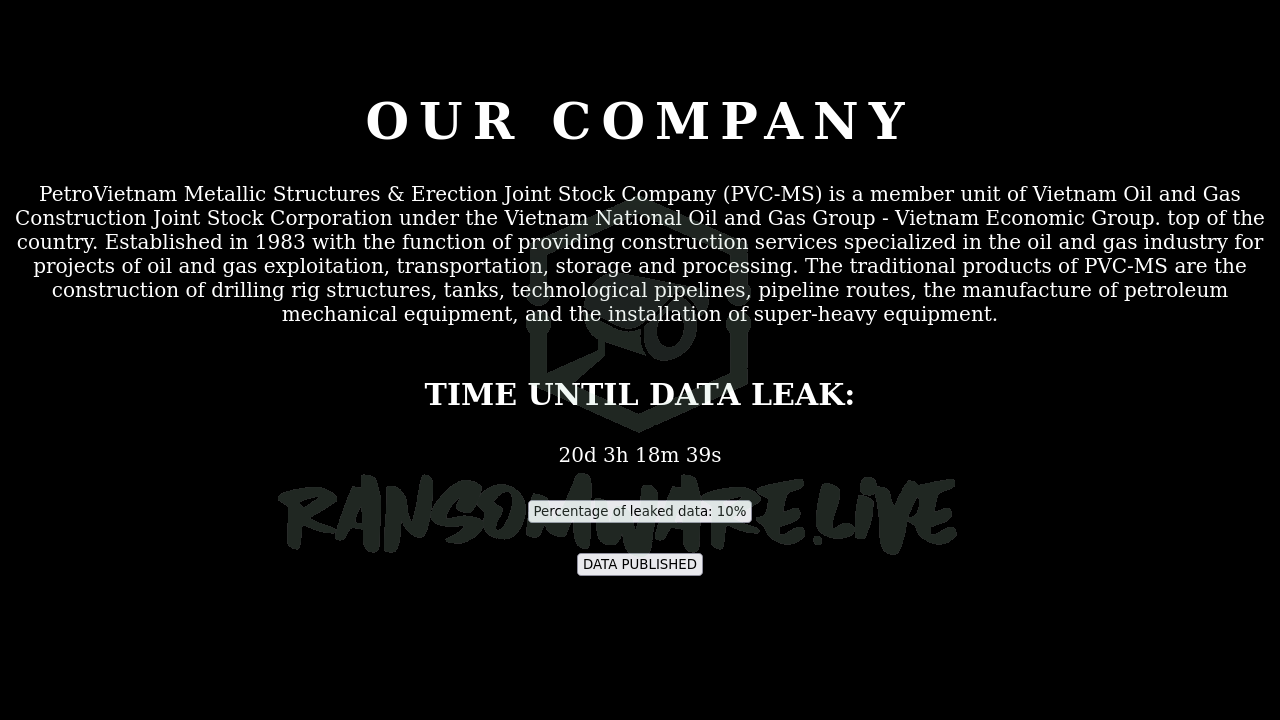 OUR COMPANY
PetroVietnam Metallic Structures & Erection Joint Stock Company (PVC-MS) is a member unit of Vietnam Oil and Gas
Construction Joint Stock Corporation under the Vietnam National Oil and Gas Group - Vietnam Economic Group. top of the
country. Established in 1983 with the function of providing construction services specialized in the oil and gas industry for
projects of oil and gas exploitation, transportation, storage and processing. The traditional products of PVC-MS are the
construction of drilling rig structures, tanks, technological pipelines, pipeline routes, the manufacture of petroleum
mechanical equipment, and the installation of super-heavy equipment.
TIME UNTIL DATA LEAK:
20d 3h 18m 39s
RANSOMWARE.LIVE
Percentage of leaked data: 10%
DATA PUBLISHED